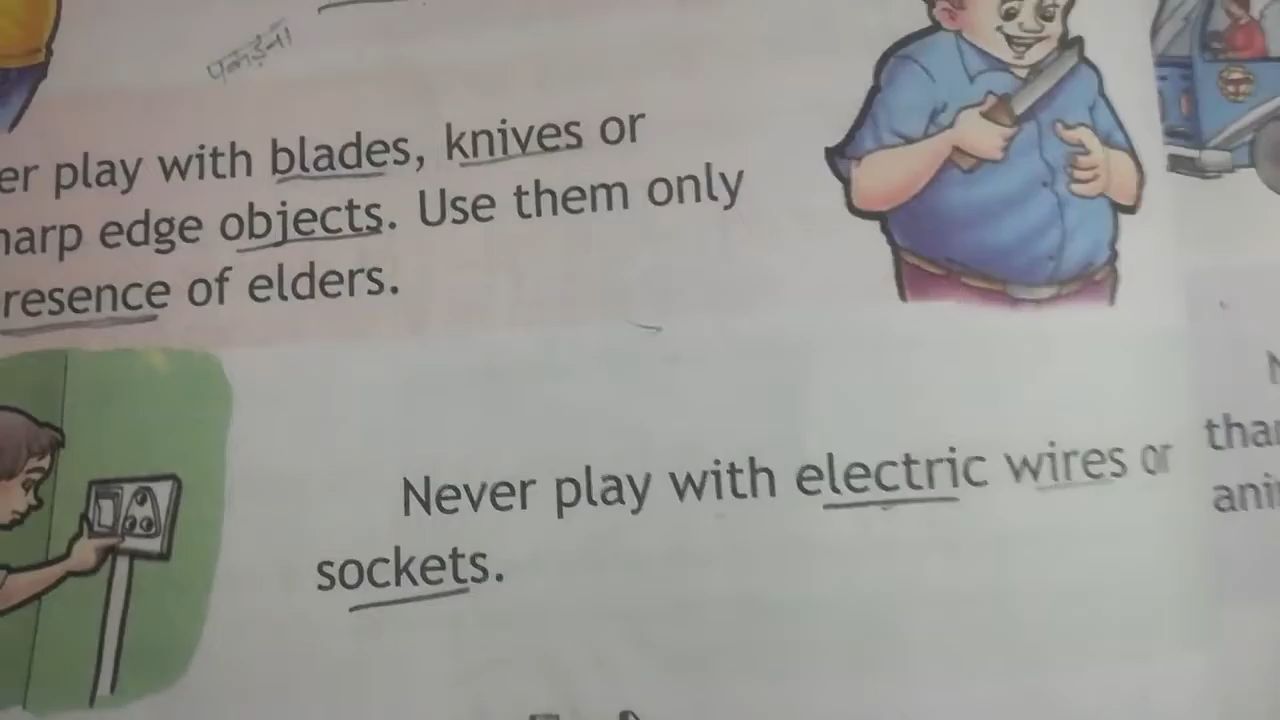 पकड़ना
er play with blades, knives or
harp edge objects. Use them only
resence of elders.
Never play with electric wires or
sockets.
than
ani